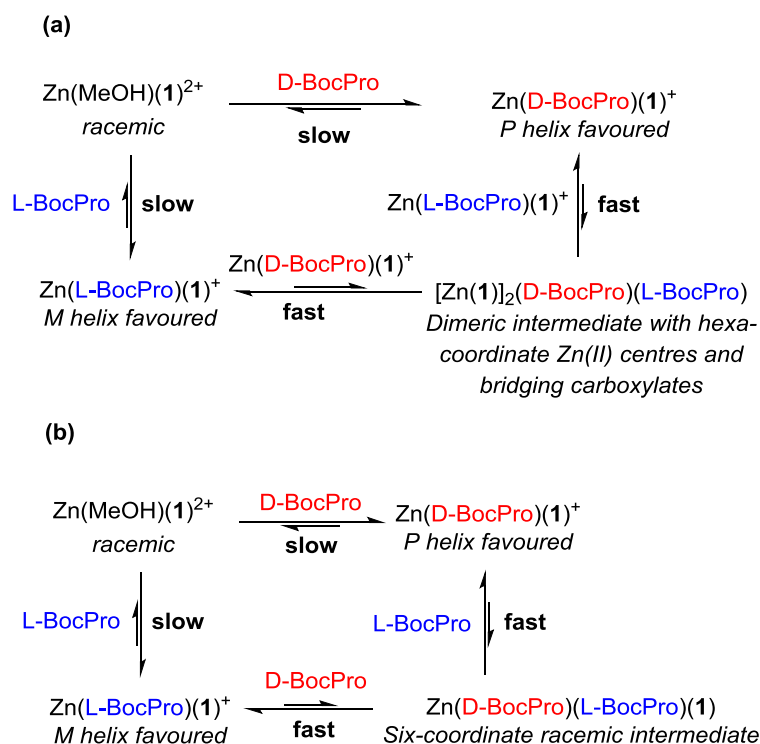 (a)
D-BocPro
Zn(MeOH)(1)²⁺
racemic
slow
Zn(D-BocPro)(1)⁺
P helix favoured
L-BocPro
slow
Zn(L-BocPro)(1)⁺
fast
Zn(D-BocPro)(1)⁺
Zn(L-BocPro)(1)⁺
M helix favoured
fast
[Zn(1)]₂(D-BocPro)(L-BocPro)
Dimeric intermediate with hexa-
coordinate Zn(II) centres and
bridging carboxylates
(b)
Zn(MeOH)(1)²⁺
racemic
D-BocPro
slow
Zn(D-BocPro)(1)⁺
P helix favoured
L-BocPro
slow
L-BocPro
fast
D-BocPro
Zn(L-BocPro)(1)⁺
M helix favoured
fast
Zn(D-BocPro)(L-BocPro)(1)
Six-coordinate racemic intermediate